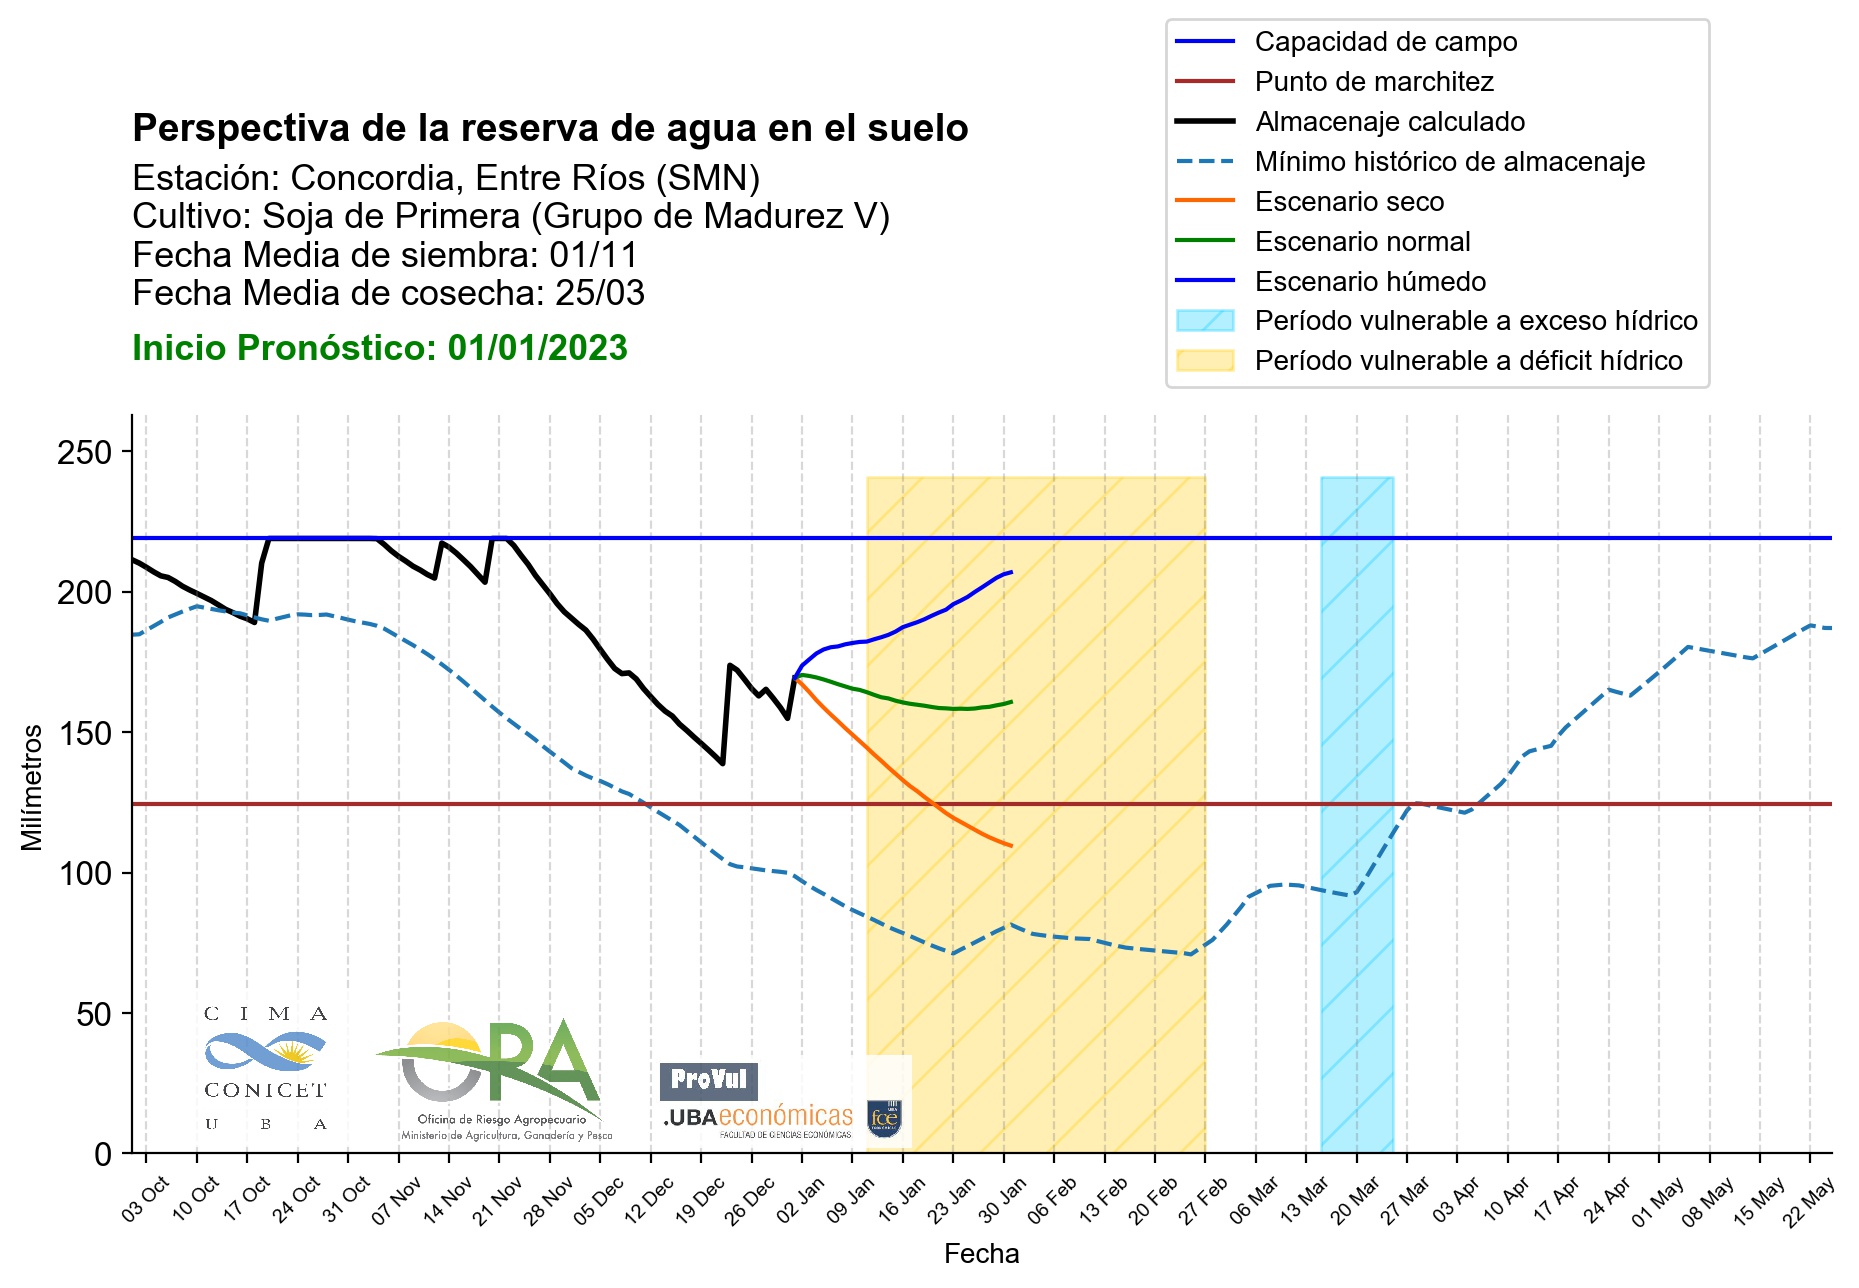 Capacidad de campo
Punto de marchitez
Almacenaje calculado
Mínimo histórico de almacenaje
Escenario seco
Escenario normal
Escenario húmedo
Período vulnerable a exceso hídrico
Período vulnerable a déficit hídrico
Perspectiva de la reserva de agua en el suelo
Estación: Concordia, Entre Ríos (SMN)
Cultivo: Soja de Primera (Grupo de Madurez V)
Fecha Media de siembra: 01/11
Fecha Media de cosecha: 25/03
Inicio Pronóstico: 01/01/2023
250
200
150
100
50
0
Milímetros
CIMA
CONICET
UBA
ORA
Oficina de Riesgo Agropecuario
Ministerio de Agricultura, Ganadería y Pesca
ProVul
.UBAeconómicas
FACULTAD DE CIENCIAS ECONÓMICAS
UBA
fce
ECONÓMICAS
03 Oct
10 Oct
17 Oct
24 Oct
31 Oct
07 Nov
14 Nov
21 Nov
28 Nov
05 Dec
12 Dec
19 Dec
26 Dec
02 Jan
09 Jan
16 Jan
23 Jan
30 Jan
06 Feb
13 Feb
20 Feb
27 Feb
06 Mar
13 Mar
20 Mar
27 Mar
03 Apr
10 Apr
17 Apr
24 Apr
01 May
08 May
15 May
22 May
Fecha